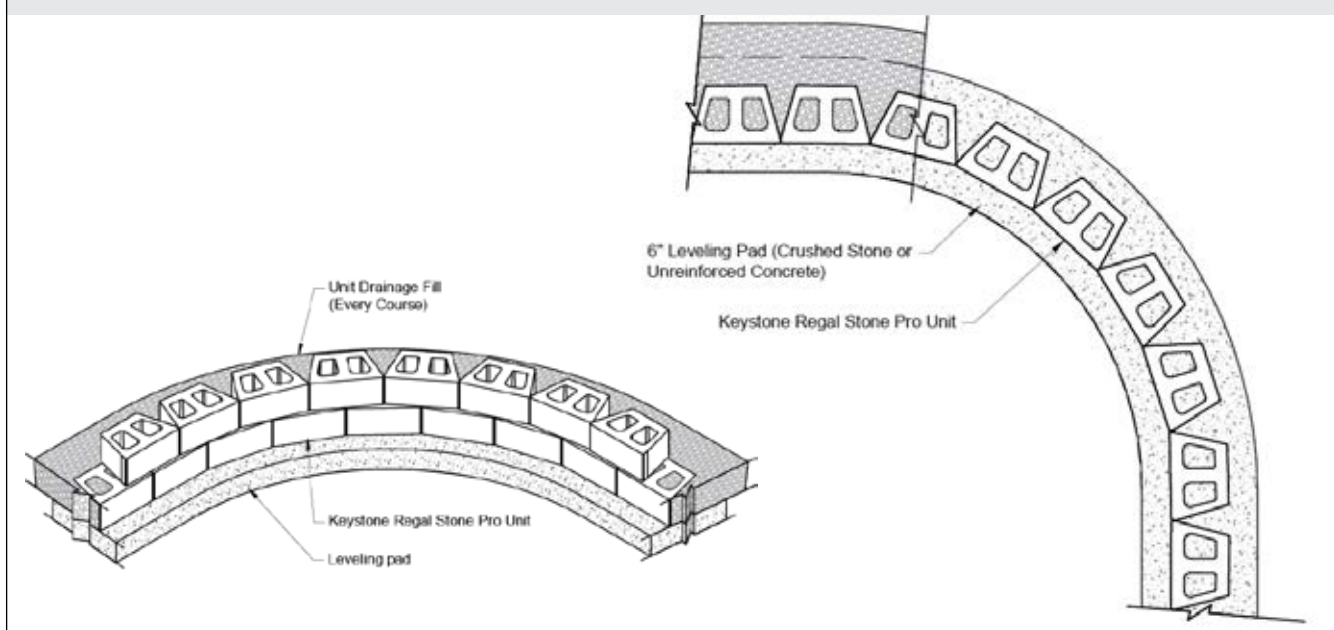 6" Leveling Pad (Crushed Stone or
Unreinforced Concrete)
Keystone Regal Stone Pro Unit
Unit Drainage Fill
(Every Course)
Keystone Regal Stone Pro Unit
Leveling pad